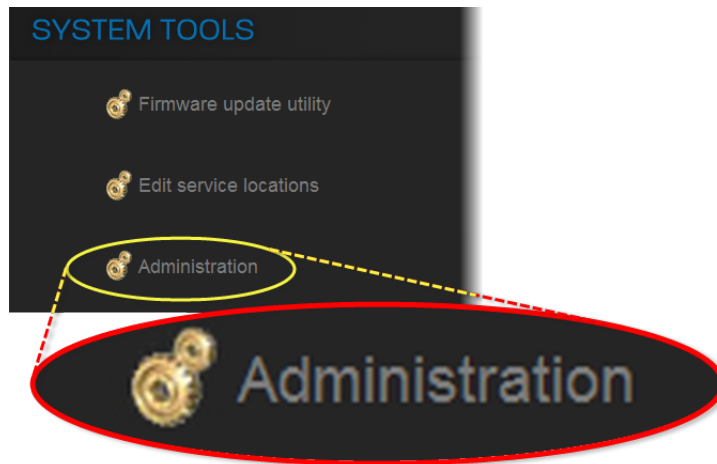 SYSTEM TOOLS
Firmware update utility
Edit service locations
Administration
Administration